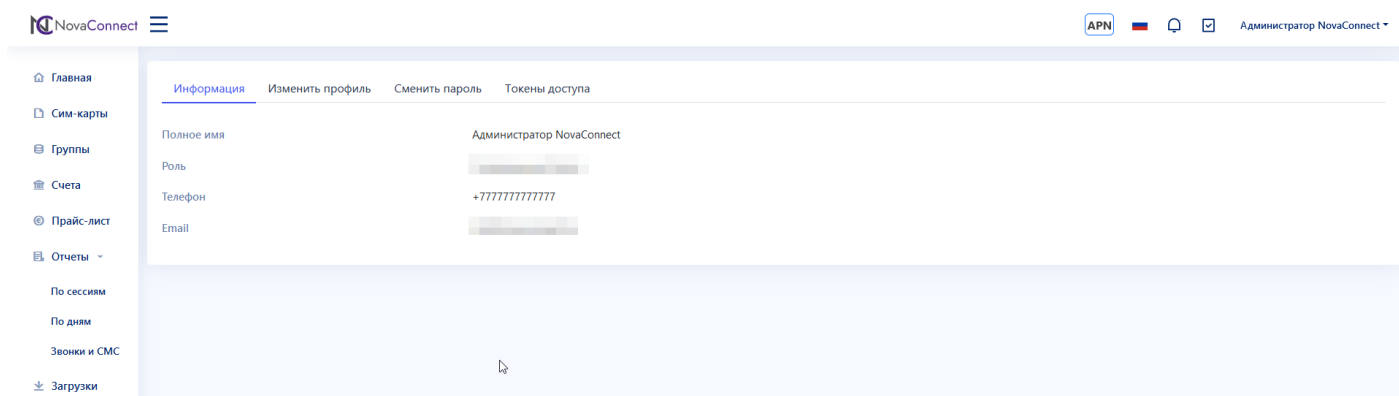 NovaConnect
APN
Администратор NovaConnect
Главная
Сим-карты
Группы
Счета
Прайс-лист
Отчеты
По сессиям
По дням
Звонки и СМС
Загрузки
Информация Изменить профиль Сменить пароль Токены доступа
Полное имя Администратор NovaConnect
Роль
Телефон +7777777777777
Email